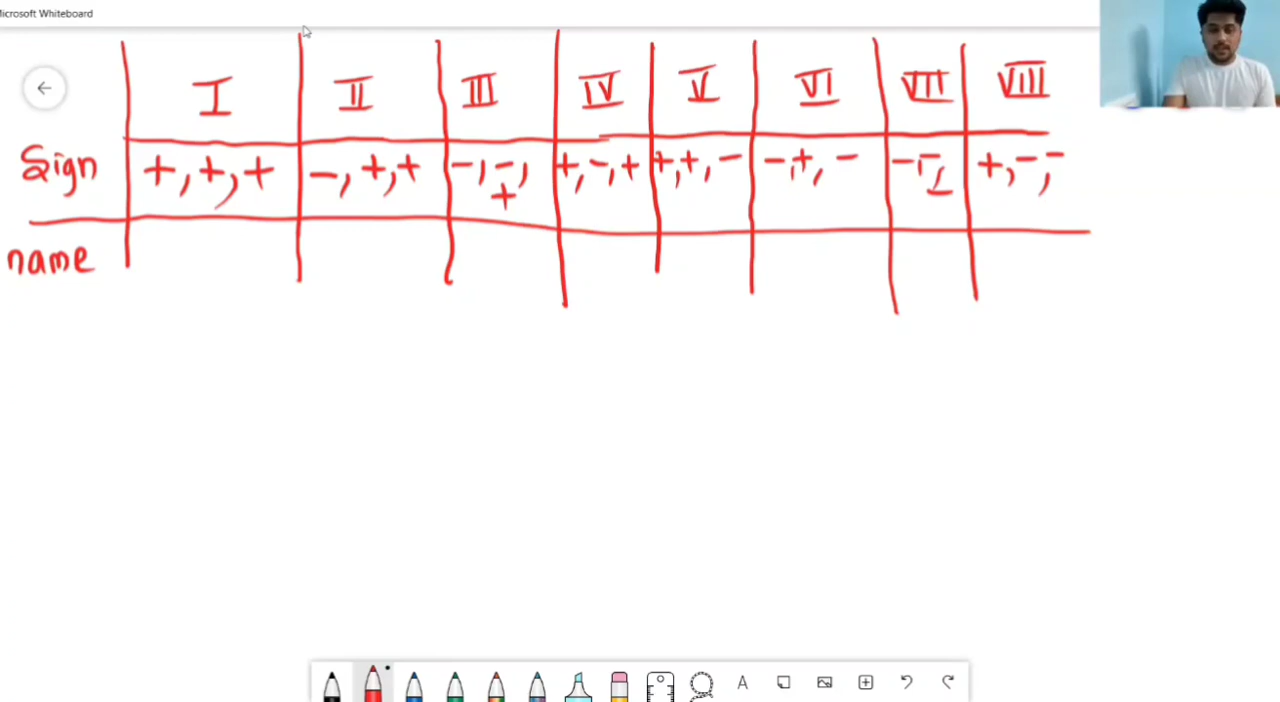 Microsoft Whiteboard
I II III IV V VI VII VIII
Sign +,+,+ -,+,+ -,-,+ +,-,+ +,+,- -,+,- -,-,- +,-,-
name
A